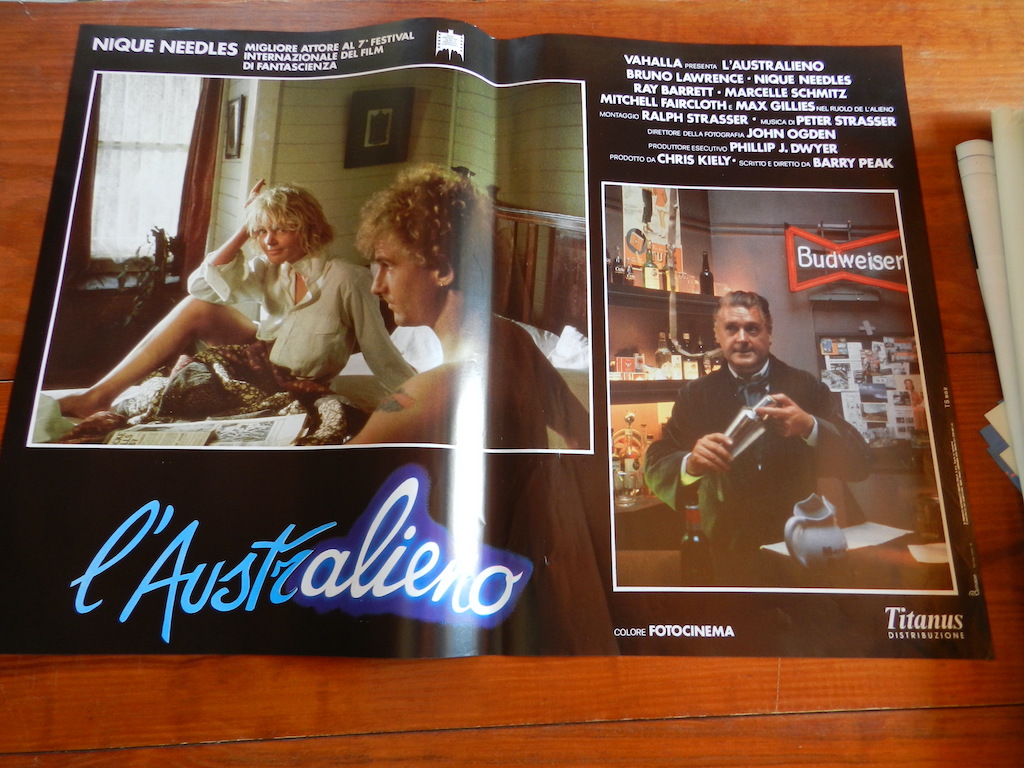 NIQUE NEEDLES MIGLIORE ATTORE AL 7° FESTIVAL
INTERNAZIONALE DEL FILM
DI FANTASCIENZA
VAHALLA PRESENTA L'AUSTRALIENO
BRUNO LAWRENCE • NIQUE NEEDLES
RAY BARRETT • MARCELLE SCHMITZ
MITCHELL FAIRCLOTH E MAX GILLIES NEL RUOLO DE L'ALIENO
MONTAGGIO RALPH STRASSER • MUSICA DI PETER STRASSER
DIRETTORE DELLA FOTOGRAFIA JOHN OGDEN
PRODUTTORE ESECUTIVO PHILLIP J. DWYER
PRODOTTO DA CHRIS KIELY • SCRITTO E DIRETTO DA BARRY PEAK
Budweiser
l'Australieno
COLORE FOTOCINEMA
Titanus
DISTRIBUZIONE